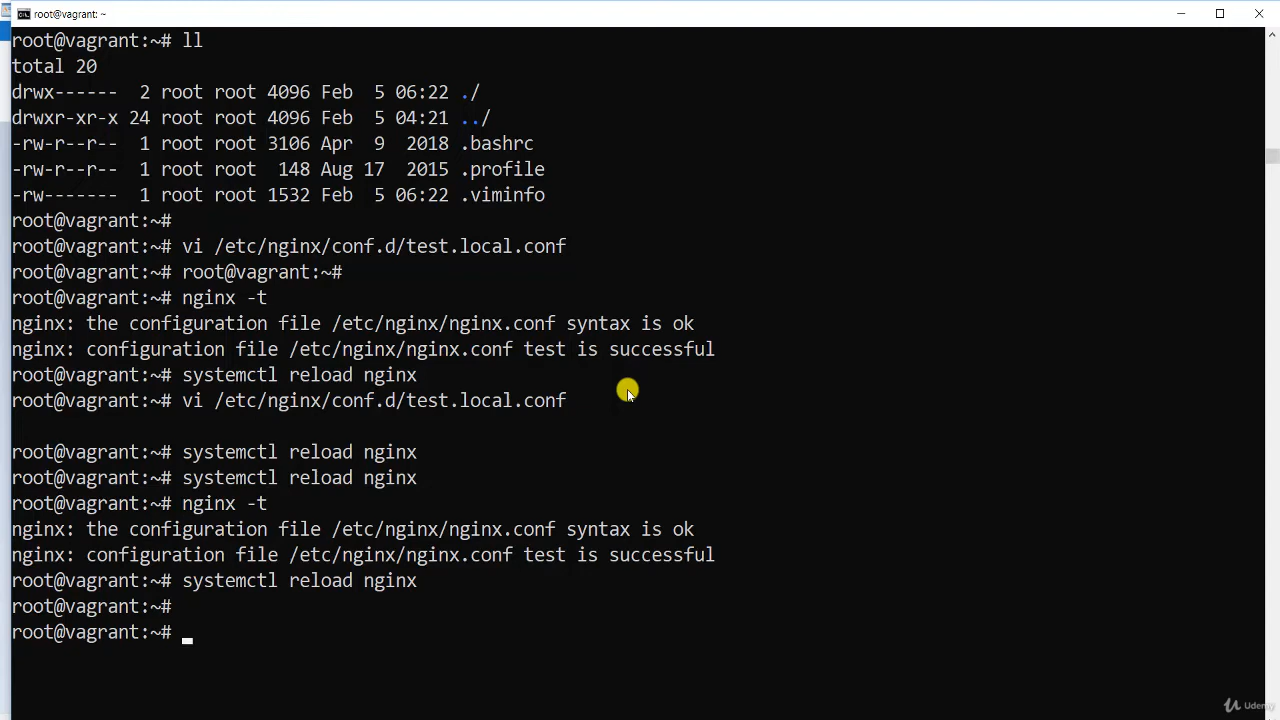 root@vagrant: ~
root@vagrant:~# ll
total 20
drwx------  2 root root 4096 Feb  5 06:22 ./
drwxr-xr-x 24 root root 4096 Feb  5 04:21 ../
-rw-r--r--  1 root root 3106 Apr  9  2018 .bashrc
-rw-r--r--  1 root root  148 Aug 17  2015 .profile
-rw-------  1 root root 1532 Feb  5 06:22 .viminfo
root@vagrant:~#
root@vagrant:~# vi /etc/nginx/conf.d/test.local.conf
root@vagrant:~# root@vagrant:~#
root@vagrant:~# nginx -t
nginx: the configuration file /etc/nginx/nginx.conf syntax is ok
nginx: configuration file /etc/nginx/nginx.conf test is successful
root@vagrant:~# systemctl reload nginx
root@vagrant:~# vi /etc/nginx/conf.d/test.local.conf
root@vagrant:~# systemctl reload nginx
root@vagrant:~# systemctl reload nginx
root@vagrant:~# nginx -t
nginx: the configuration file /etc/nginx/nginx.conf syntax is ok
nginx: configuration file /etc/nginx/nginx.conf test is successful
root@vagrant:~# systemctl reload nginx
root@vagrant:~#
root@vagrant:~#
Udemy